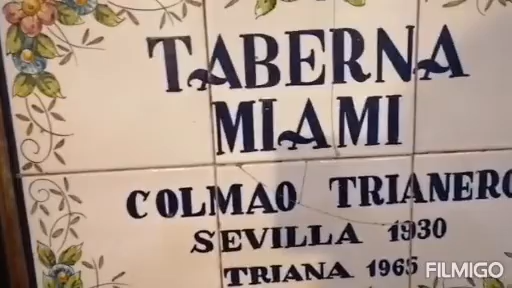 TABERNA
MIAMI
COLMAO TRIANERO
SEVILLA 1930
TRIANA 1965
FILMIGO